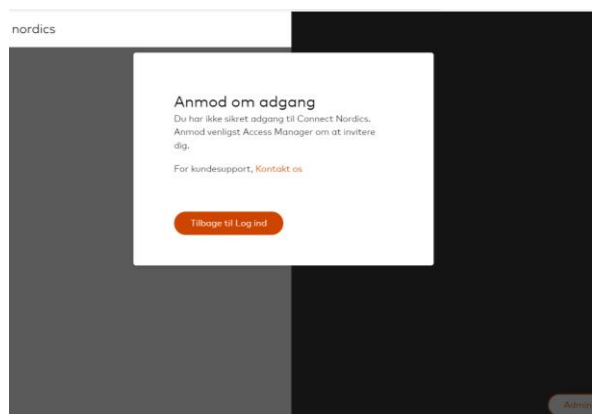 nordics
Anmod om adgang
Du har ikke sikret adgang til Connect Nordics.
Anmod venligst Access Manager om at invitere
dig.
For kundesupport, Kontakt os
Tilbage til Log ind
Admin